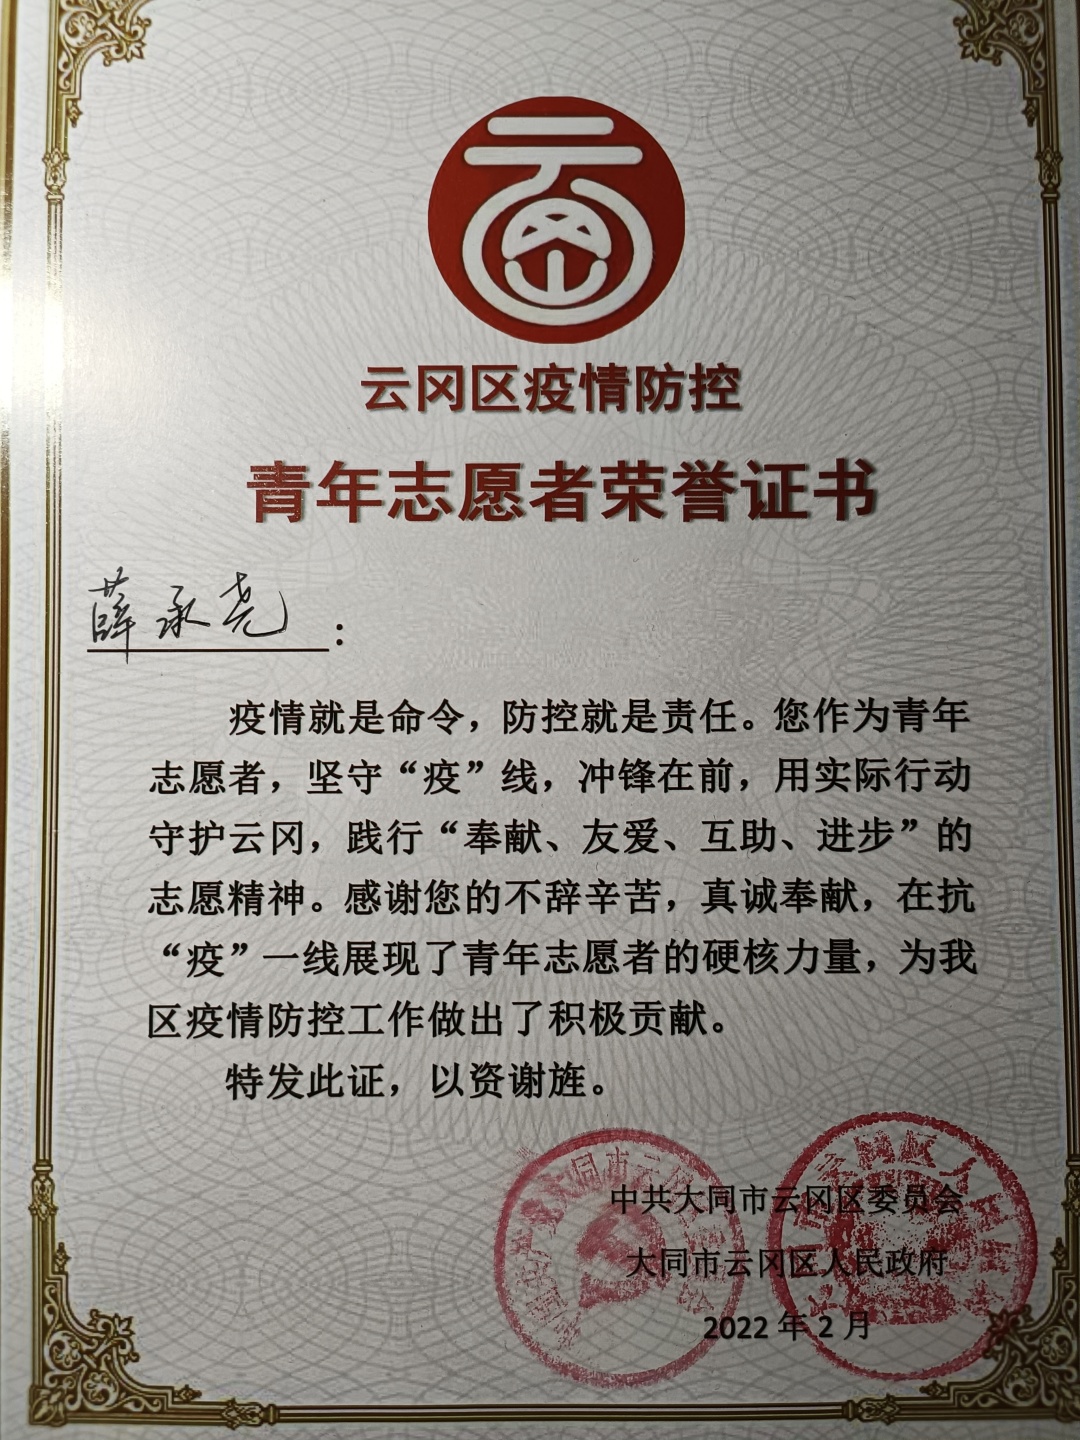 云冈区疫情防控
青年志愿者荣誉证书
薛承尧：
疫情就是命令，防控就是责任。您作为青年
志愿者，坚守“疫”线，冲锋在前，用实际行动
守护云冈，践行“奉献、友爱、互助、进步”的
志愿精神。感谢您的不辞辛苦，真诚奉献，在抗
“疫”一线展现了青年志愿者的硬核力量，为我
区疫情防控工作做出了积极贡献。
特发此证，以资谢旌。
中共大同市云冈区委员会
大同市云冈区人民政府
2022 年 2 月